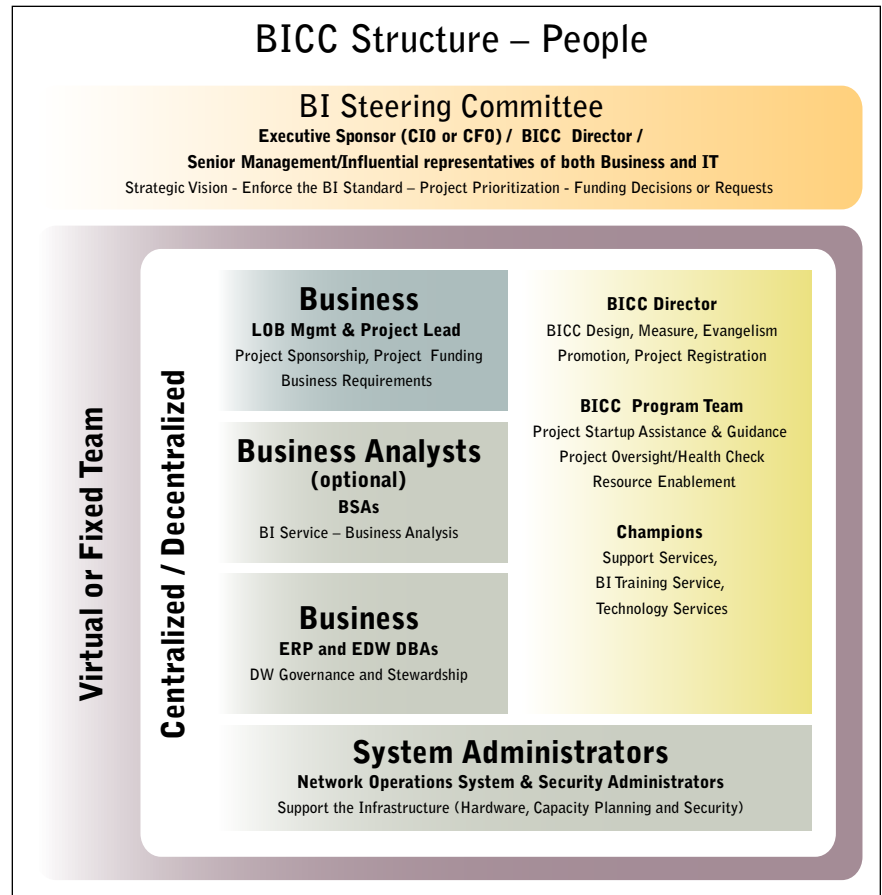 BICC Structure – People
BI Steering Committee
Executive Sponsor (CIO or CFO) / BICC Director /
Senior Management/Influential representatives of both Business and IT
Strategic Vision - Enforce the BI Standard – Project Prioritization - Funding Decisions or Requests
Virtual or Fixed Team
Centralized / Decentralized
Business
LOB Mgmt & Project Lead
Project Sponsorship, Project Funding
Business Requirements
Business Analysts
(optional)
BSAs
BI Service – Business Analysis
Business
ERP and EDW DBAs
DW Governance and Stewardship
BICC Director
BICC Design, Measure, Evangelism
Promotion, Project Registration
BICC Program Team
Project Startup Assistance & Guidance
Project Oversight/Health Check
Resource Enablement
Champions
Support Services,
BI Training Service,
Technology Services
System Administrators
Network Operations System & Security Administrators
Support the Infrastructure (Hardware, Capacity Planning and Security)